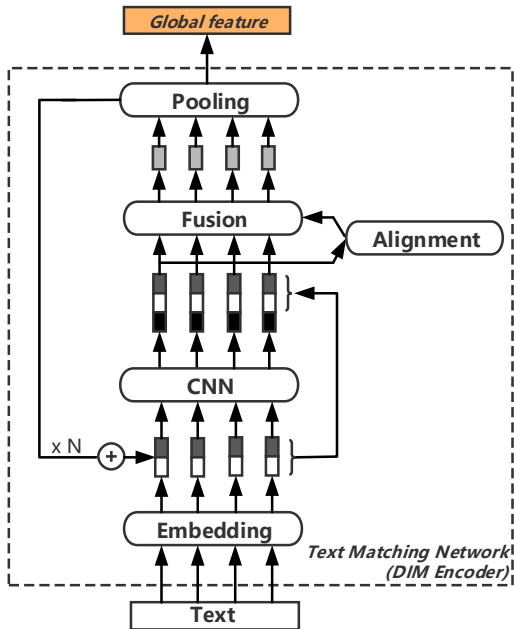 Global feature
Pooling
Fusion
Alignment
CNN
x N
+
Embedding
Text Matching Network
(DIM Encoder)
Text